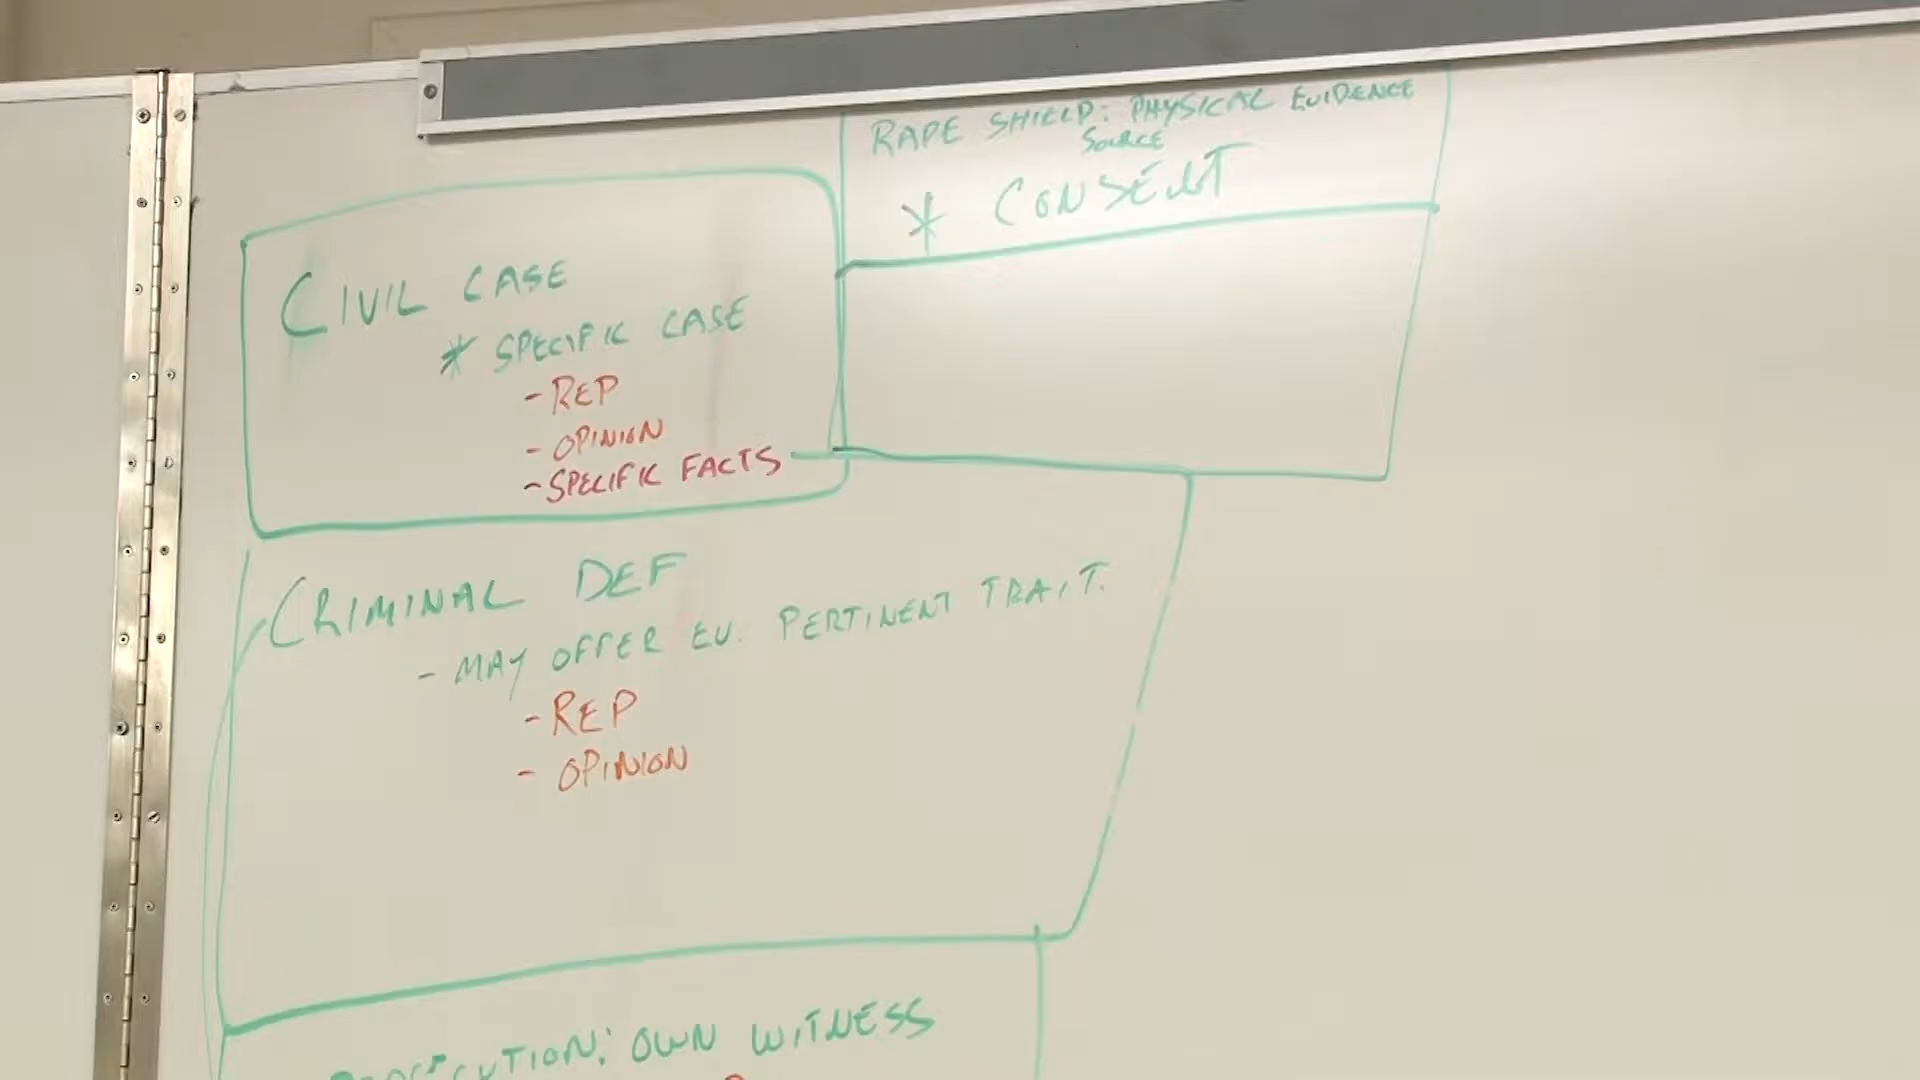 RAPE SHIELD: PHYSICAL EVIDENCE
SOURCE
* CONSENT
CIVIL CASE
* SPECIFIC CASE
- REP
- OPINION
- SPECIFIC FACTS
CRIMINAL DEF
- MAY OFFER EV. PERTINENT TRAIT.
- REP
- OPINION
PROSECUTION: OWN WITNESS